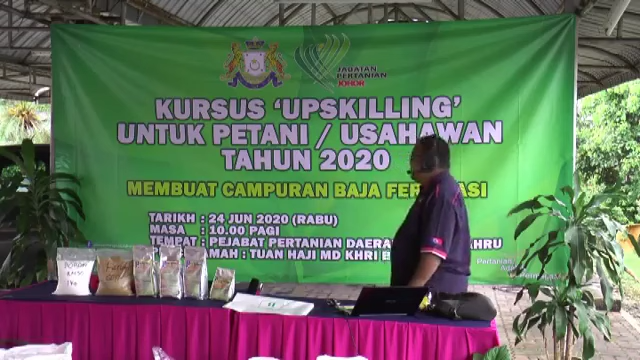 JABATAN
PERTANIAN
JOHOR
KURSUS 'UPSKILLING'
UNTUK PETANI / USAHAWAN
TAHUN 2020
MEMBUAT CAMPURAN BAJA
TARIKH : 24 JUN 2020 (RABU)
MASA : 10.00 PAGI
TEMPAT : PEJABAT PERTANIAN
: TUAN HAJI MD KHRI